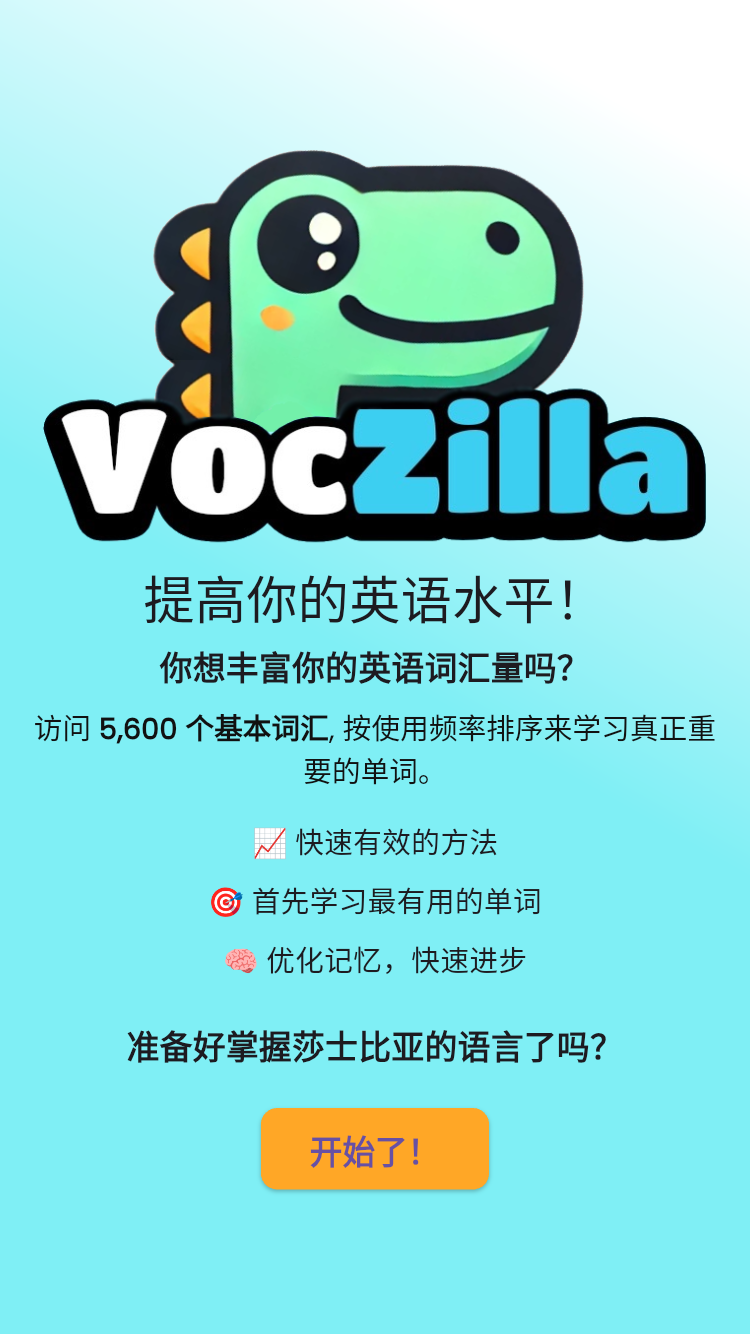 VocZilla
提高你的英语水平！
你想丰富你的英语词汇量吗？
访问 5,600 个基本词汇, 按使用频率排序来学习真正重
要的单词。
📈 快速有效的方法
🎯 首先学习最有用的单词
🧠 优化记忆，快速进步
准备好掌握莎士比亚的语言了吗？
开始了！